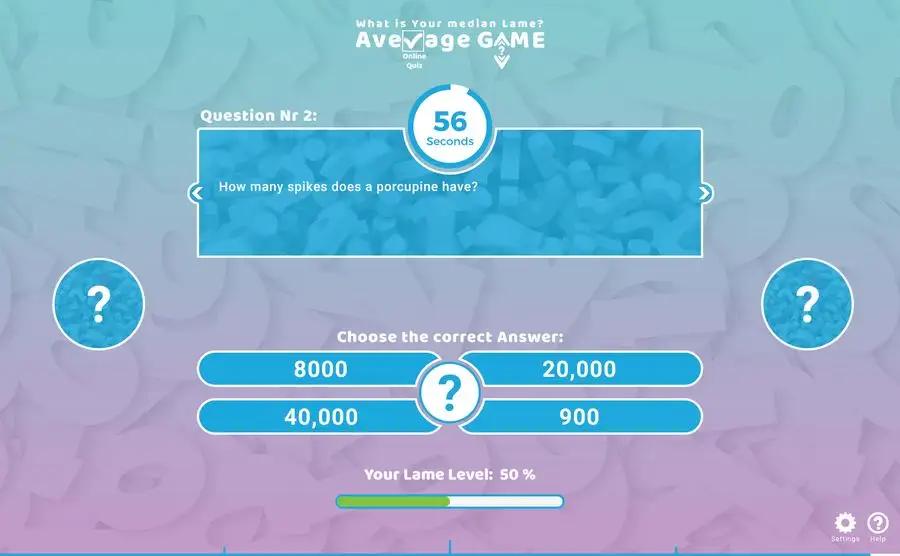 What is Your median Lame?
Ave✓age GAME
Online
Quiz
?
Question Nr 2:
56
Seconds
How many spikes does a porcupine have?
?
?
Choose the correct Answer:
8000
20,000
?
40,000
900
Your Lame Level: 50 %
Settings
Help